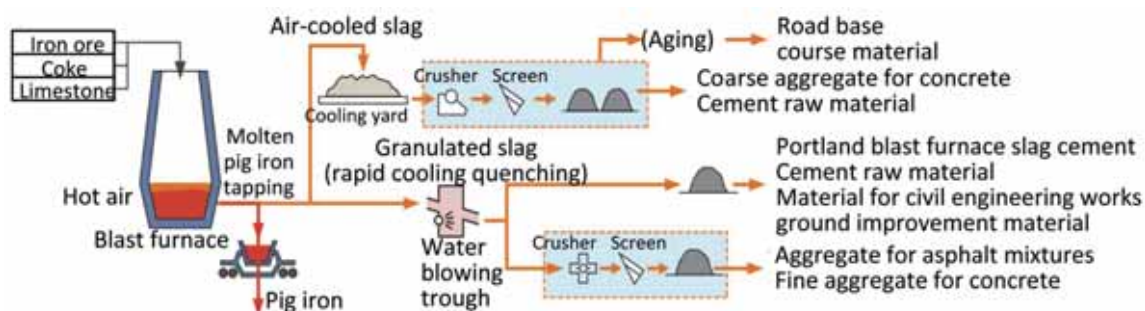 Iron ore
Coke
Limestone
Hot air
Blast furnace
Molten
pig iron
tapping
Pig iron
Air-cooled slag
Cooling yard
Crusher
Screen
(Aging)
Road base
course material
Coarse aggregate for concrete
Cement raw material
Granulated slag
(rapid cooling quenching)
Water
blowing
trough
Portland blast furnace slag cement
Cement raw material
Material for civil engineering works
ground improvement material
Crusher
Screen
Aggregate for asphalt mixtures
Fine aggregate for concrete